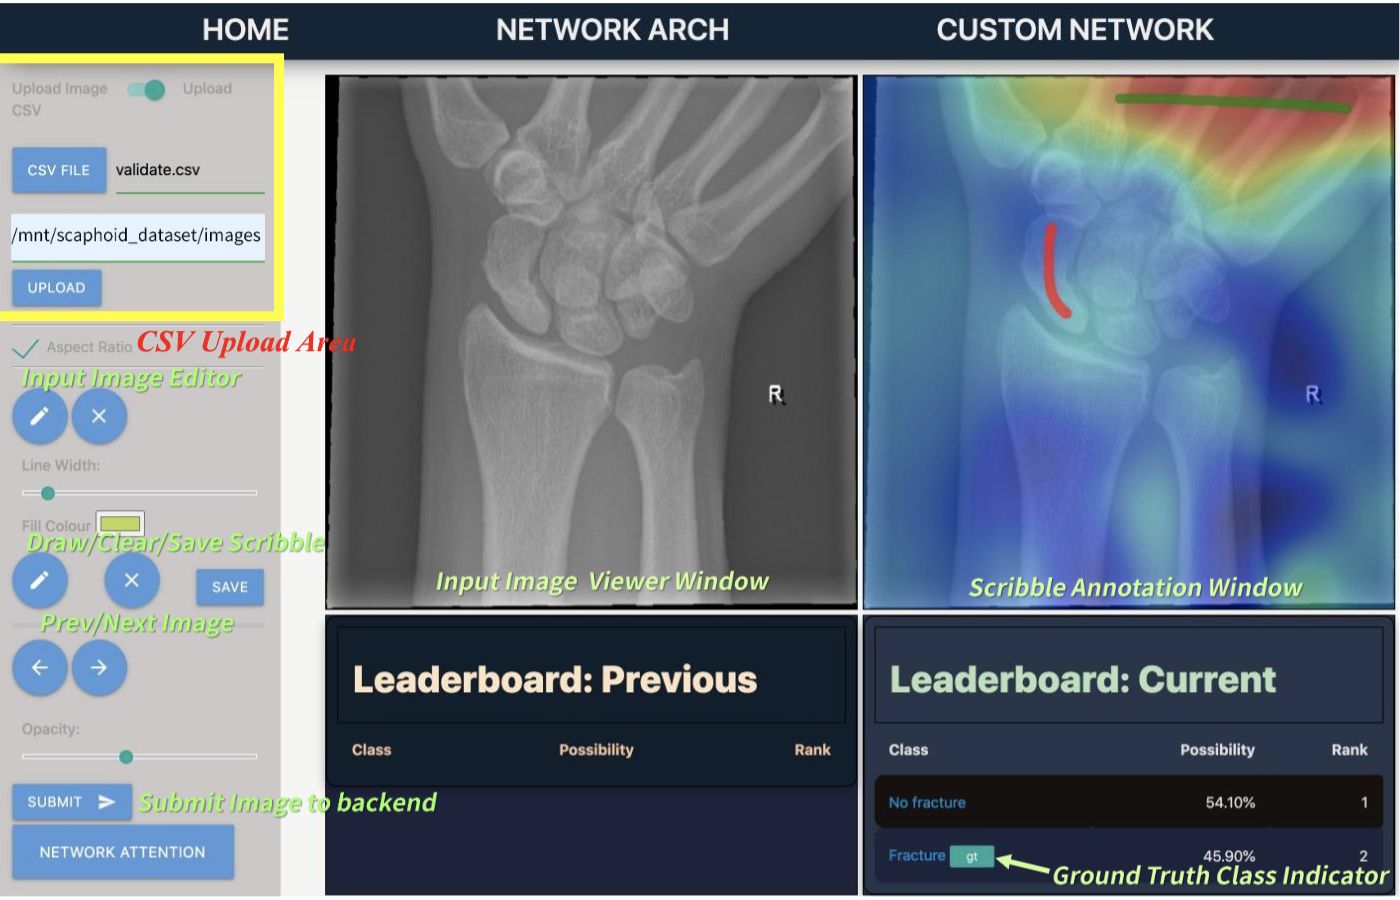 HOME
NETWORK ARCH
CUSTOM NETWORK
Upload Image
Upload
CSV
CSV FILE
validate.csv
/mnt/scaphoid_dataset/images
UPLOAD
CSV Upload Area
Aspect Ratio
Input Image Editor
Line Width:
Fill Colour
Draw/Clear/Save Scribble
SAVE
Prev/Next Image
Opacity:
SUBMIT
Submit Image to backend
NETWORK ATTENTION
R
Input Image Viewer Window
R
Scribble Annotation Window
Leaderboard: Previous
Class Possibility Rank
Leaderboard: Current
Class Possibility Rank
No fracture 54.10% 1
Fracture gt 45.90% 2
Ground Truth Class Indicator